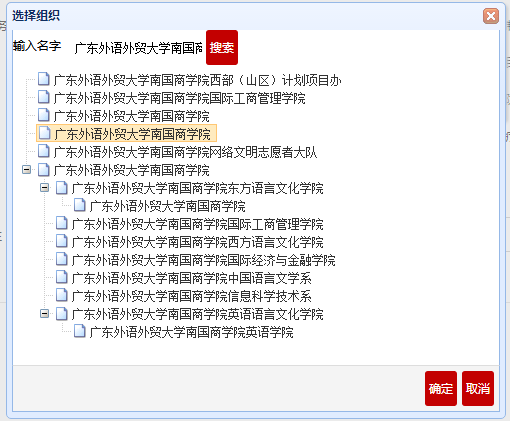 选择组织
输入名字 广东外语外贸大学南国商 搜索
广东外语外贸大学南国商学院西部（山区）计划项目办
广东外语外贸大学南国商学院国际工商管理学院
广东外语外贸大学南国商学院
广东外语外贸大学南国商学院
广东外语外贸大学南国商学院网络文明志愿者大队
广东外语外贸大学南国商学院
广东外语外贸大学南国商学院东方语言文化学院
广东外语外贸大学南国商学院
广东外语外贸大学南国商学院国际工商管理学院
广东外语外贸大学南国商学院西方语言文化学院
广东外语外贸大学南国商学院国际经济与金融学院
广东外语外贸大学南国商学院中国语言文学系
广东外语外贸大学南国商学院信息科学技术系
广东外语外贸大学南国商学院英语语言文化学院
广东外语外贸大学南国商学院英语学院
确定 取消